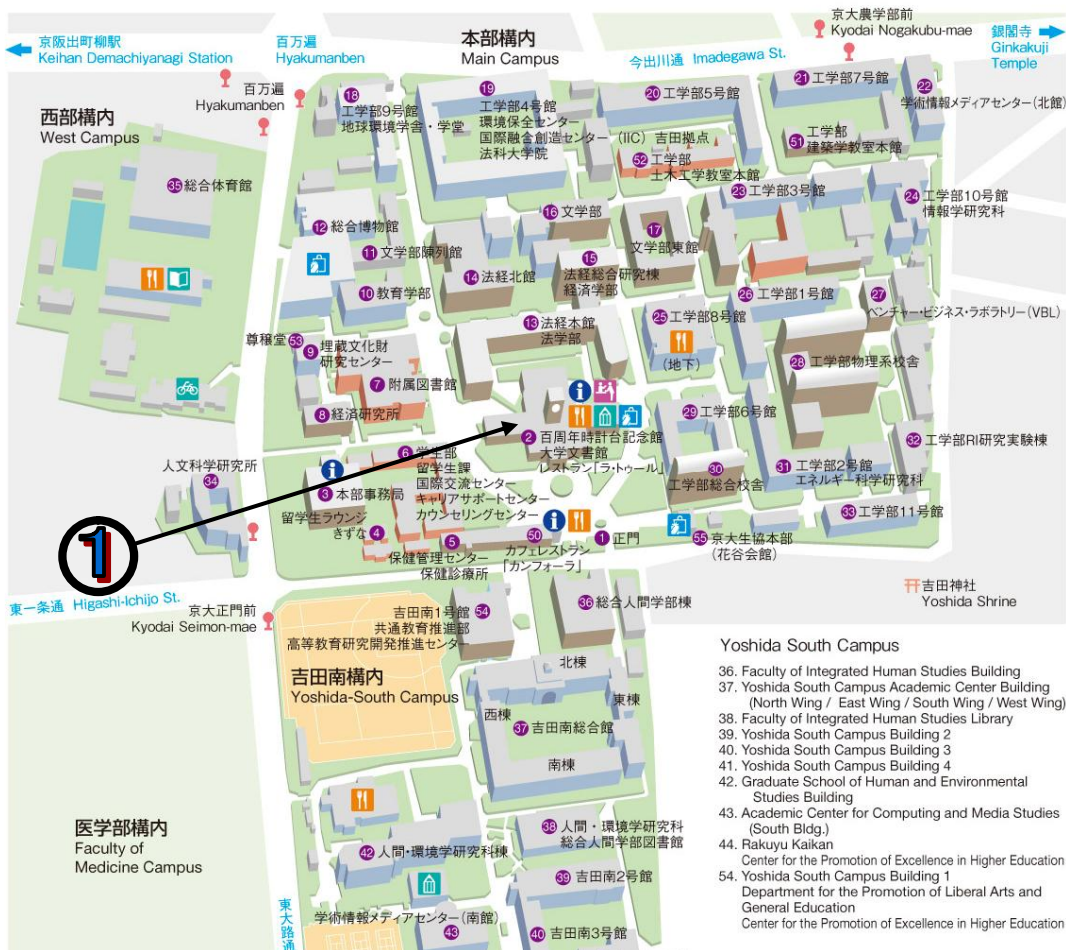 京阪出町柳駅
Keihan Demachiyanagi Station
百万遍
Hyakumanben
本部構内
Main Campus
今出川通 Imadegawa St.
京大農学部前
Kyodai Nogakubu-mae
銀閣寺
Ginkakuji
Temple
百万遍
Hyakumanben
西部構内
West Campus
18
工学部9号館
地球環境学舎・学堂
19
工学部4号館
環境保全センター
国際融合創造センター (IIC) 吉田拠点
法科大学院
20 工学部5号館
21 工学部7号館
22
学術情報メディアセンター(北館)
51 工学部
建築学教室本館
52 工学部
土木工学教室本館
35 総合体育館
23 工学部3号館
24 工学部10号館
情報学研究科
12 総合博物館
11 文学部陳列館
10 教育学部
16 文学部
17
文学部東館
15
法経総合研究棟
経済学部
14 法経北館
13 法経本館
法学部
25 工学部8号館
(地下)
26 工学部1号館
27
ベンチャー・ビジネス・ラボラトリー(VBL)
28 工学部物理系校舎
尊穣堂 53
9 埋蔵文化財
研究センター
7 附属図書館
8 経済研究所
29 工学部6号館
2 百周年時計台記念館
大学文書館
レストラン「ラ・トゥール」
30
工学部総合校舎
31 工学部2号館
エネルギー科学研究科
32 工学部RI研究実験棟
33 工学部11号館
人文科学研究所
34
6 学生部
留学生課
国際交流センター
キャリアサポートセンター
カウンセリングセンター
3 本部事務局
留学生ラウンジ
きずな 4
5
保健管理センター
保健診療所
50
カフェレストラン
「カンフォーラ」
1 正門
55 京大生協本部
(花谷会館)
1
東一条通 Higashi-Ichijo St.
京大正門前
Kyodai Seimon-mae
吉田神社
Yoshida Shrine
吉田南1号館 54
共通教育推進部
高等教育研究開発推進センター
36 総合人間学部棟
吉田南構内
Yoshida-South Campus
北棟
東棟
西棟
37 吉田南総合館
南棟
38 人間・環境学研究科
総合人間学部図書館
42 人間・環境学研究科棟
39 吉田南2号館
学術情報メディアセンター(南館)
43
40 吉田南3号館
医学部構内
Faculty of
Medicine Campus
東大路通
Yoshida South Campus
36. Faculty of Integrated Human Studies Building
37. Yoshida South Campus Academic Center Building
(North Wing / East Wing / South Wing / West Wing)
38. Faculty of Integrated Human Studies Library
39. Yoshida South Campus Building 2
40. Yoshida South Campus Building 3
41. Yoshida South Campus Building 4
42. Graduate School of Human and Environmental
Studies Building
43. Academic Center for Computing and Media Studies
(South Bldg.)
44. Rakuyu Kaikan
Center for the Promotion of Excellence in Higher Education
54. Yoshida South Campus Building 1
Department for the Promotion of Liberal Arts and
General Education
Center for the Promotion of Excellence in Higher Education